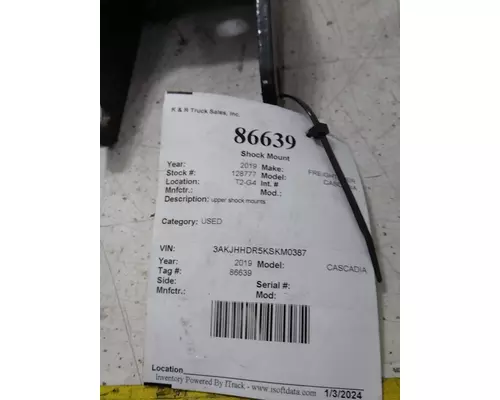 K & R Truck Sales, Inc.
86639
Shock Mount
Year: 2019 Make:
Stock #: 128777 Model: CASCADIA
Location: T2-G4 Int. #
Mnfctr.: Mod.:
Description: upper shock mounts
Category: USED
VIN: 3AKJHHDR5KSKM0387
Year: 2019 Model: CASCADIA
Tag #: 86639
Side: Serial #:
Mnfctr.: Mod:
Location
Inventory Powered By ITrack - www.isoftdata.com 1/3/2024